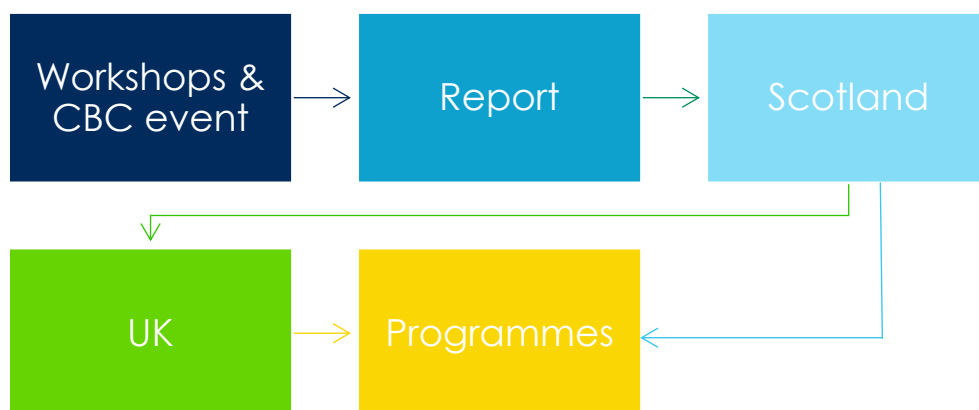 Workshops &
CBC event
Report
Scotland
UK
Programmes